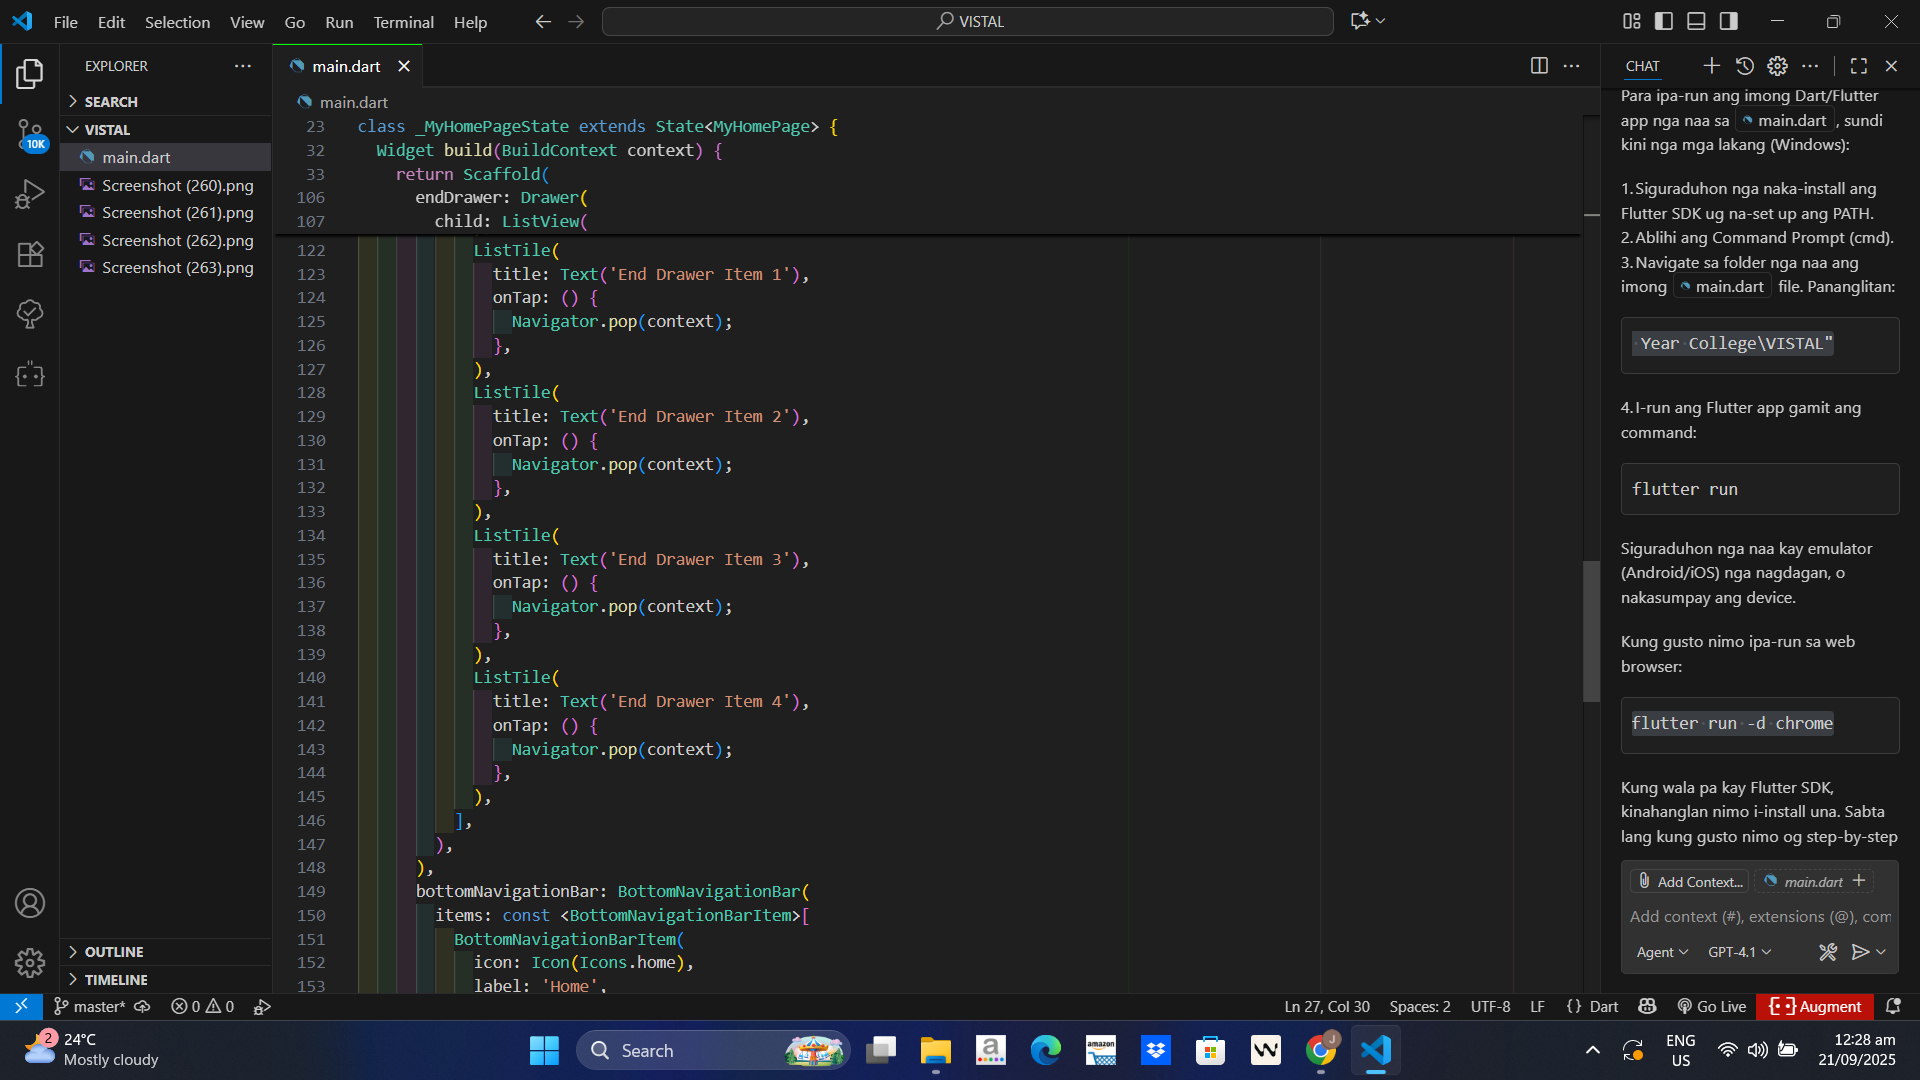 File Edit Selection View Go Run Terminal Help
VISTAL
EXPLORER
SEARCH
VISTAL
main.dart
Screenshot (260).png
Screenshot (261).png
Screenshot (262).png
Screenshot (263).png
10K
OUTLINE
TIMELINE
main.dart
main.dart
23 class _MyHomePageState extends State<MyHomePage> {
32 Widget build(BuildContext context) {
33 return Scaffold(
106 endDrawer: Drawer(
107 child: ListView(
122 ListTile(
123 title: Text('End Drawer Item 1'),
124 onTap: () {
125 Navigator.pop(context);
126 },
127 ),
128 ListTile(
129 title: Text('End Drawer Item 2'),
130 onTap: () {
131 Navigator.pop(context);
132 },
133 ),
134 ListTile(
135 title: Text('End Drawer Item 3'),
136 onTap: () {
137 Navigator.pop(context);
138 },
139 ),
140 ListTile(
141 title: Text('End Drawer Item 4'),
142 onTap: () {
143 Navigator.pop(context);
144 },
145 ),
146 ],
147 ),
148 ),
149 bottomNavigationBar: BottomNavigationBar(
150 items: const <BottomNavigationBarItem>[
151 BottomNavigationBarItem(
152 icon: Icon(Icons.home),
153 label: 'Home',
CHAT
Para ipa-run ang imong Dart/Flutter
app nga naa sa main.dart, sundi
kini nga mga lakang (Windows):
1. Siguraduhon nga naka-install ang
Flutter SDK ug na-set up ang PATH.
2. Ablihi ang Command Prompt (cmd).
3. Navigate sa folder nga naa ang
imong main.dart file. Pananglitan:
Year College\VISTAL"
4. I-run ang Flutter app gamit ang
command:
flutter run
Siguraduhon nga naa kay emulator
(Android/iOS) nga nagdagan, o
nakasumpay ang device.
Kung gusto nimo ipa-run sa web
browser:
flutter run -d chrome
Kung wala pa kay Flutter SDK,
kinahanglan nimo i-install una. Sabta
lang kung gusto nimo og step-by-step
Add Context... main.dart +
Add context (#), extensions (@), com
Agent GPT-4.1
master* 0 0
Ln 27, Col 30 Spaces: 2 UTF-8 LF {} Dart Go Live Augment
2
24°C
Mostly cloudy
Search
amazon
J
ENG
US
12:28 am
21/09/2025